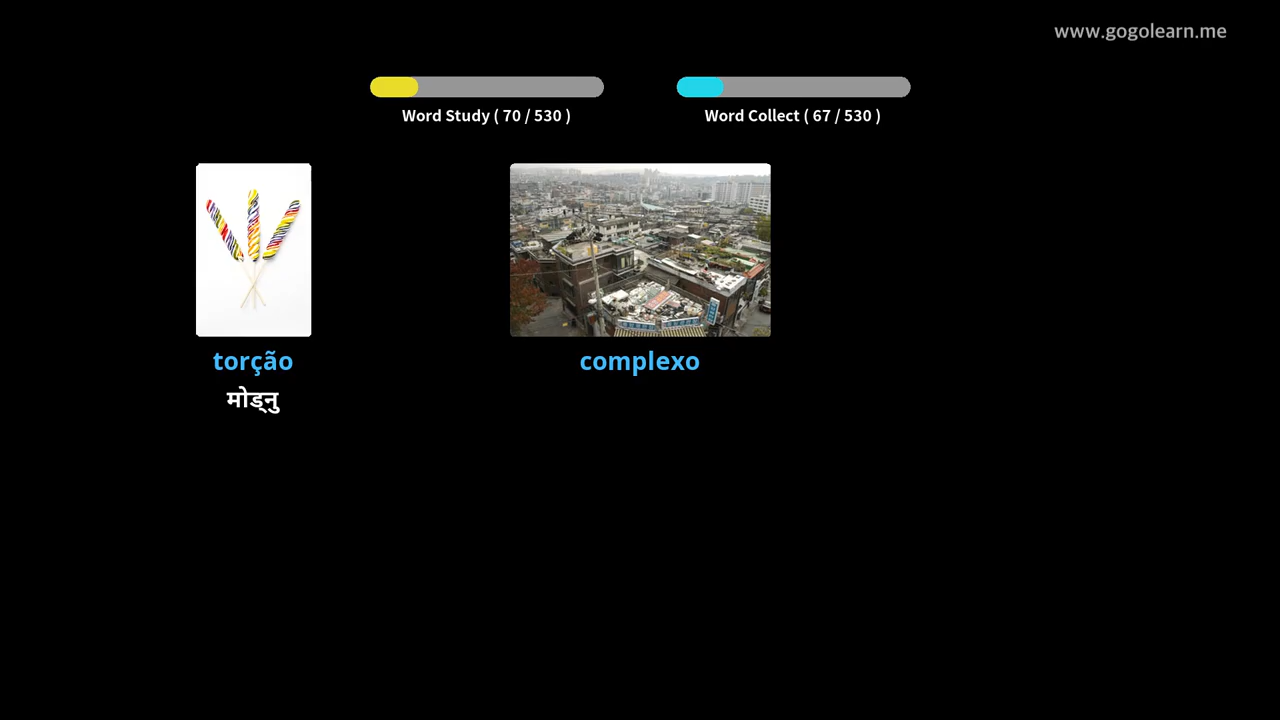 www.gogolearn.me
Word Study ( 70 / 530 )
Word Collect ( 67 / 530 )
torção
complexo
मोड्नु